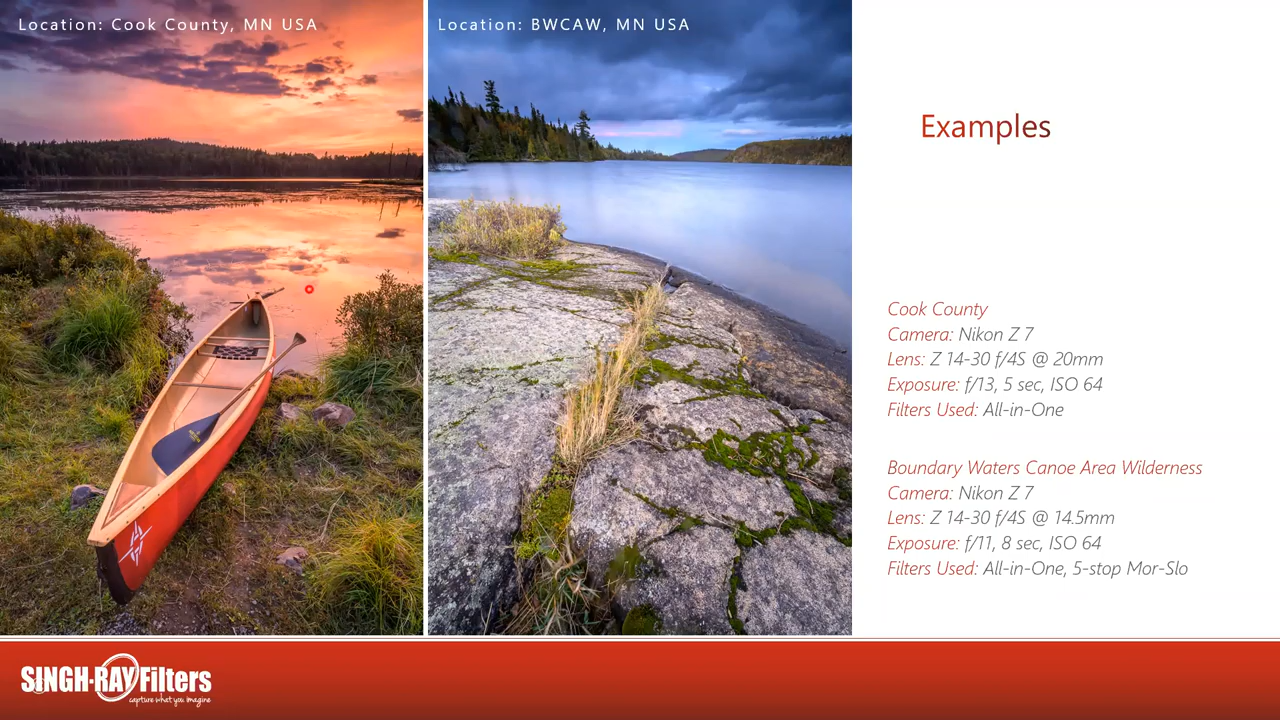 Location: Cook County, MN USA
Location: BWCAW, MN USA
Examples
Cook County
Camera: Nikon Z 7
Lens: Z 14-30 f/4S @ 20mm
Exposure: f/13, 5 sec, ISO 64
Filters Used: All-in-One
Boundary Waters Canoe Area Wilderness
Camera: Nikon Z 7
Lens: Z 14-30 f/4S @ 14.5mm
Exposure: f/11, 8 sec, ISO 64
Filters Used: All-in-One, 5-stop Mor-Slo
SINGH-RAY Filters
capture what you imagine